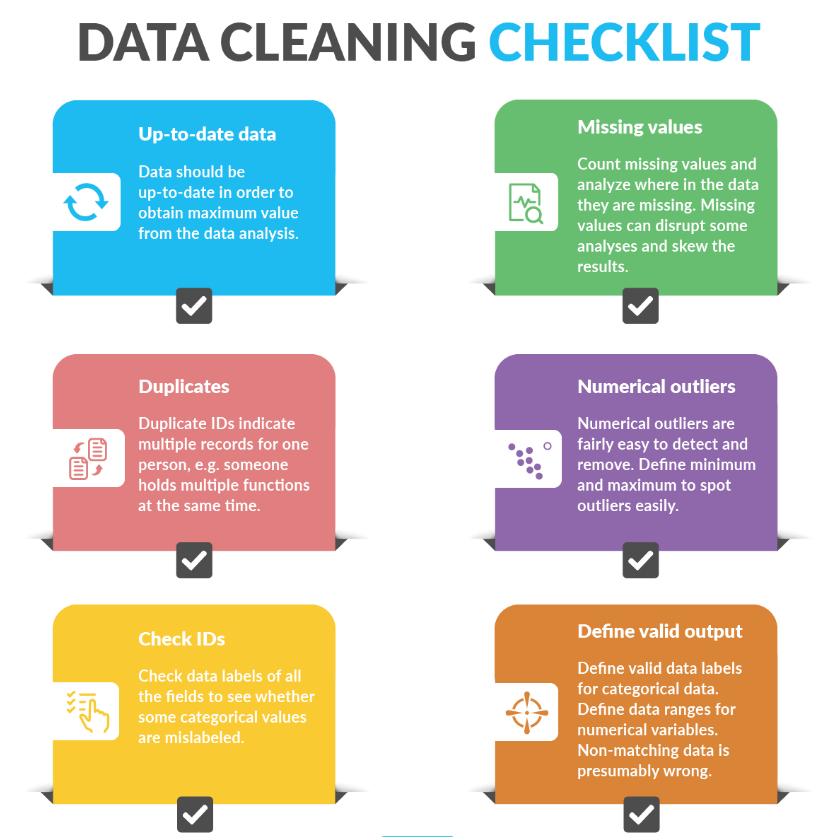 DATA CLEANING CHECKLIST
Up-to-date data
Data should be
up-to-date in order to
obtain maximum value
from the data analysis.
Missing values
Count missing values and
analyze where in the data
they are missing. Missing
values can disrupt some
analyses and skew the
results.
Duplicates
Duplicate IDs indicate
multiple records for one
person, e.g. someone
holds multiple functions
at the same time.
Numerical outliers
Numerical outliers are
fairly easy to detect and
remove. Define minimum
and maximum to spot
outliers easily.
Check IDs
Check data labels of all
the fields to see whether
some categorical values
are mislabeled.
Define valid output
Define valid data labels
for categorical data.
Define data ranges for
numerical variables.
Non-matching data is
presumably wrong.